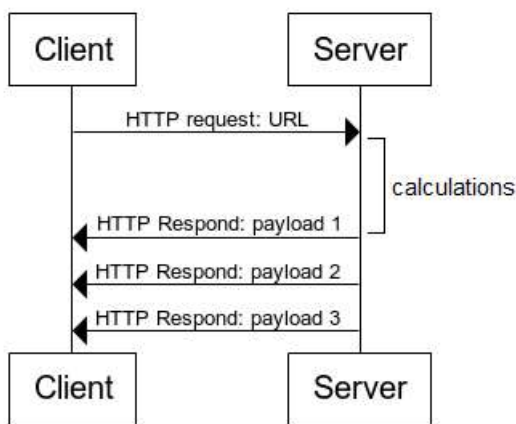 Client Server
HTTP request: URL
calculations
HTTP Respond: payload 1
HTTP Respond: payload 2
HTTP Respond: payload 3
Client Server